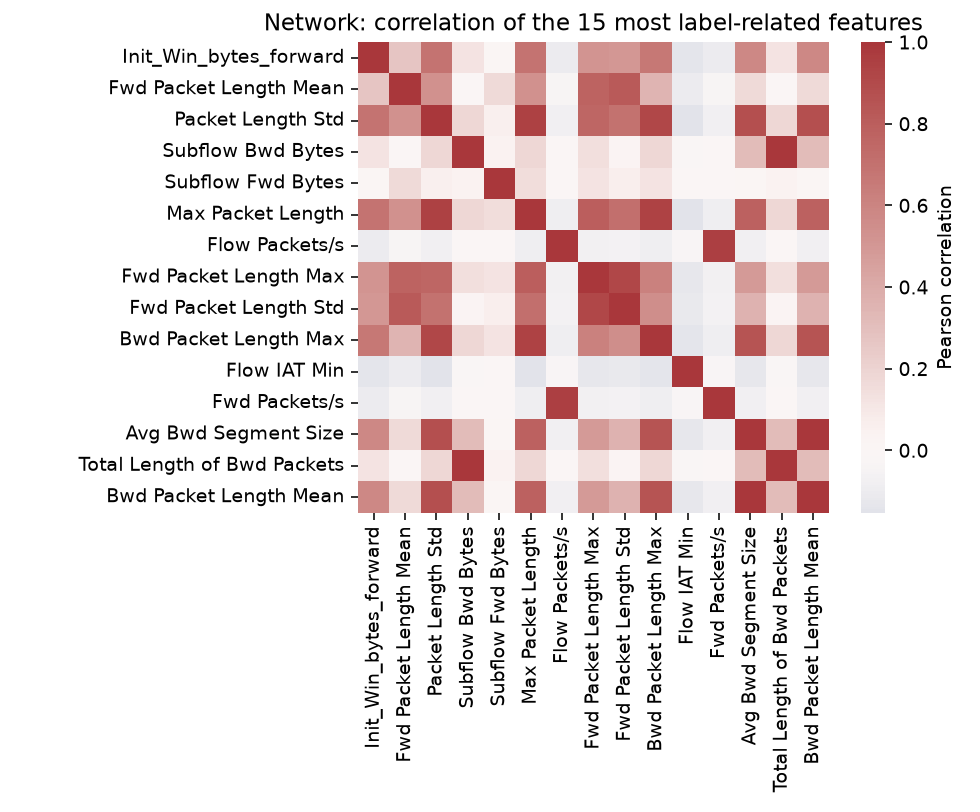 Network: correlation of the 15 most label-related features
Init_Win_bytes_forward
Fwd Packet Length Mean
Packet Length Std
Subflow Bwd Bytes
Subflow Fwd Bytes
Max Packet Length
Flow Packets/s
Fwd Packet Length Max
Fwd Packet Length Std
Bwd Packet Length Max
Flow IAT Min
Fwd Packets/s
Avg Bwd Segment Size
Total Length of Bwd Packets
Bwd Packet Length Mean
Init_Win_bytes_forward
Fwd Packet Length Mean
Packet Length Std
Subflow Bwd Bytes
Subflow Fwd Bytes
Max Packet Length
Flow Packets/s
Fwd Packet Length Max
Fwd Packet Length Std
Bwd Packet Length Max
Flow IAT Min
Fwd Packets/s
Avg Bwd Segment Size
Total Length of Bwd Packets
Bwd Packet Length Mean
1.0
0.8
0.6
0.4
0.2
0.0
Pearson correlation